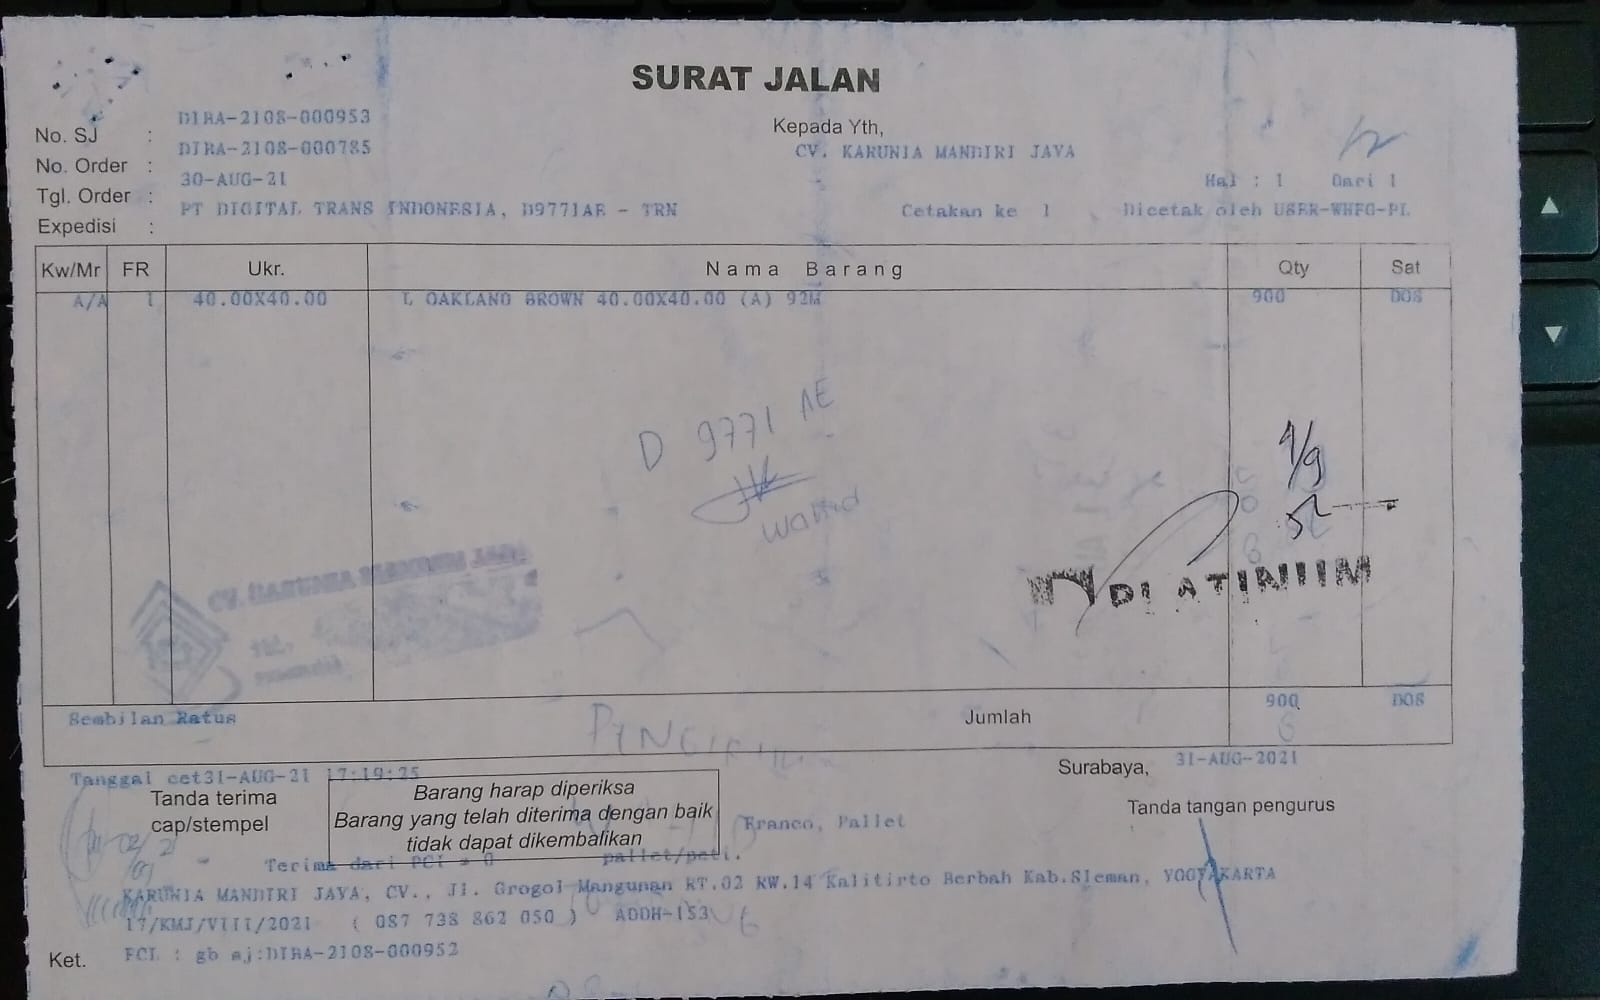 SURAT JALAN
No. SJ : DIRA-2108-000953
No. Order : DIRA-2108-000785
Tgl. Order : 30-AUG-21
Expedisi : PT DIGITAL TRANS INDONESIA, D9771AE - TRN
Kepada Yth,
CV. KARUNIA MANDIRI JAYA
Hal : 1 Dari 1
Cetakan ke 1 Dicetak oleh USER-WHFG-PL
Kw/Mr FR Ukr. Nama Barang Qty Sat
A/A 1 40.00X40.00 L OAKLAND BROWN 40.00X40.00 (A) 92M 900 DOS
D 9771 AE
1/9
Wahid
CV. KARUNIA MANDIRI JAYA
PLATINUM
Sembilan Ratus Jumlah 900 DOS
Tanggal cet31-AUG-21 17:19:25
Surabaya, 31-AUG-2021
Tanda terima
cap/stempel
Barang harap diperiksa
Barang yang telah diterima dengan baik
tidak dapat dikembalikan
Tanda tangan pengurus
Franco, Pallet
Terima dari PCI = 0 pallet/peti.
KARUNIA MANDIRI JAYA, CV., Jl. Grogol Mangunan RT.02 RW.14 Kalitirto Berbah Kab.Sleman, YOGYAKARTA
17/KMJ/VIII/2021 ( 087 738 862 050 ) ADDH-153
Ket. FCL : gb sj:DIRA-2108-000952